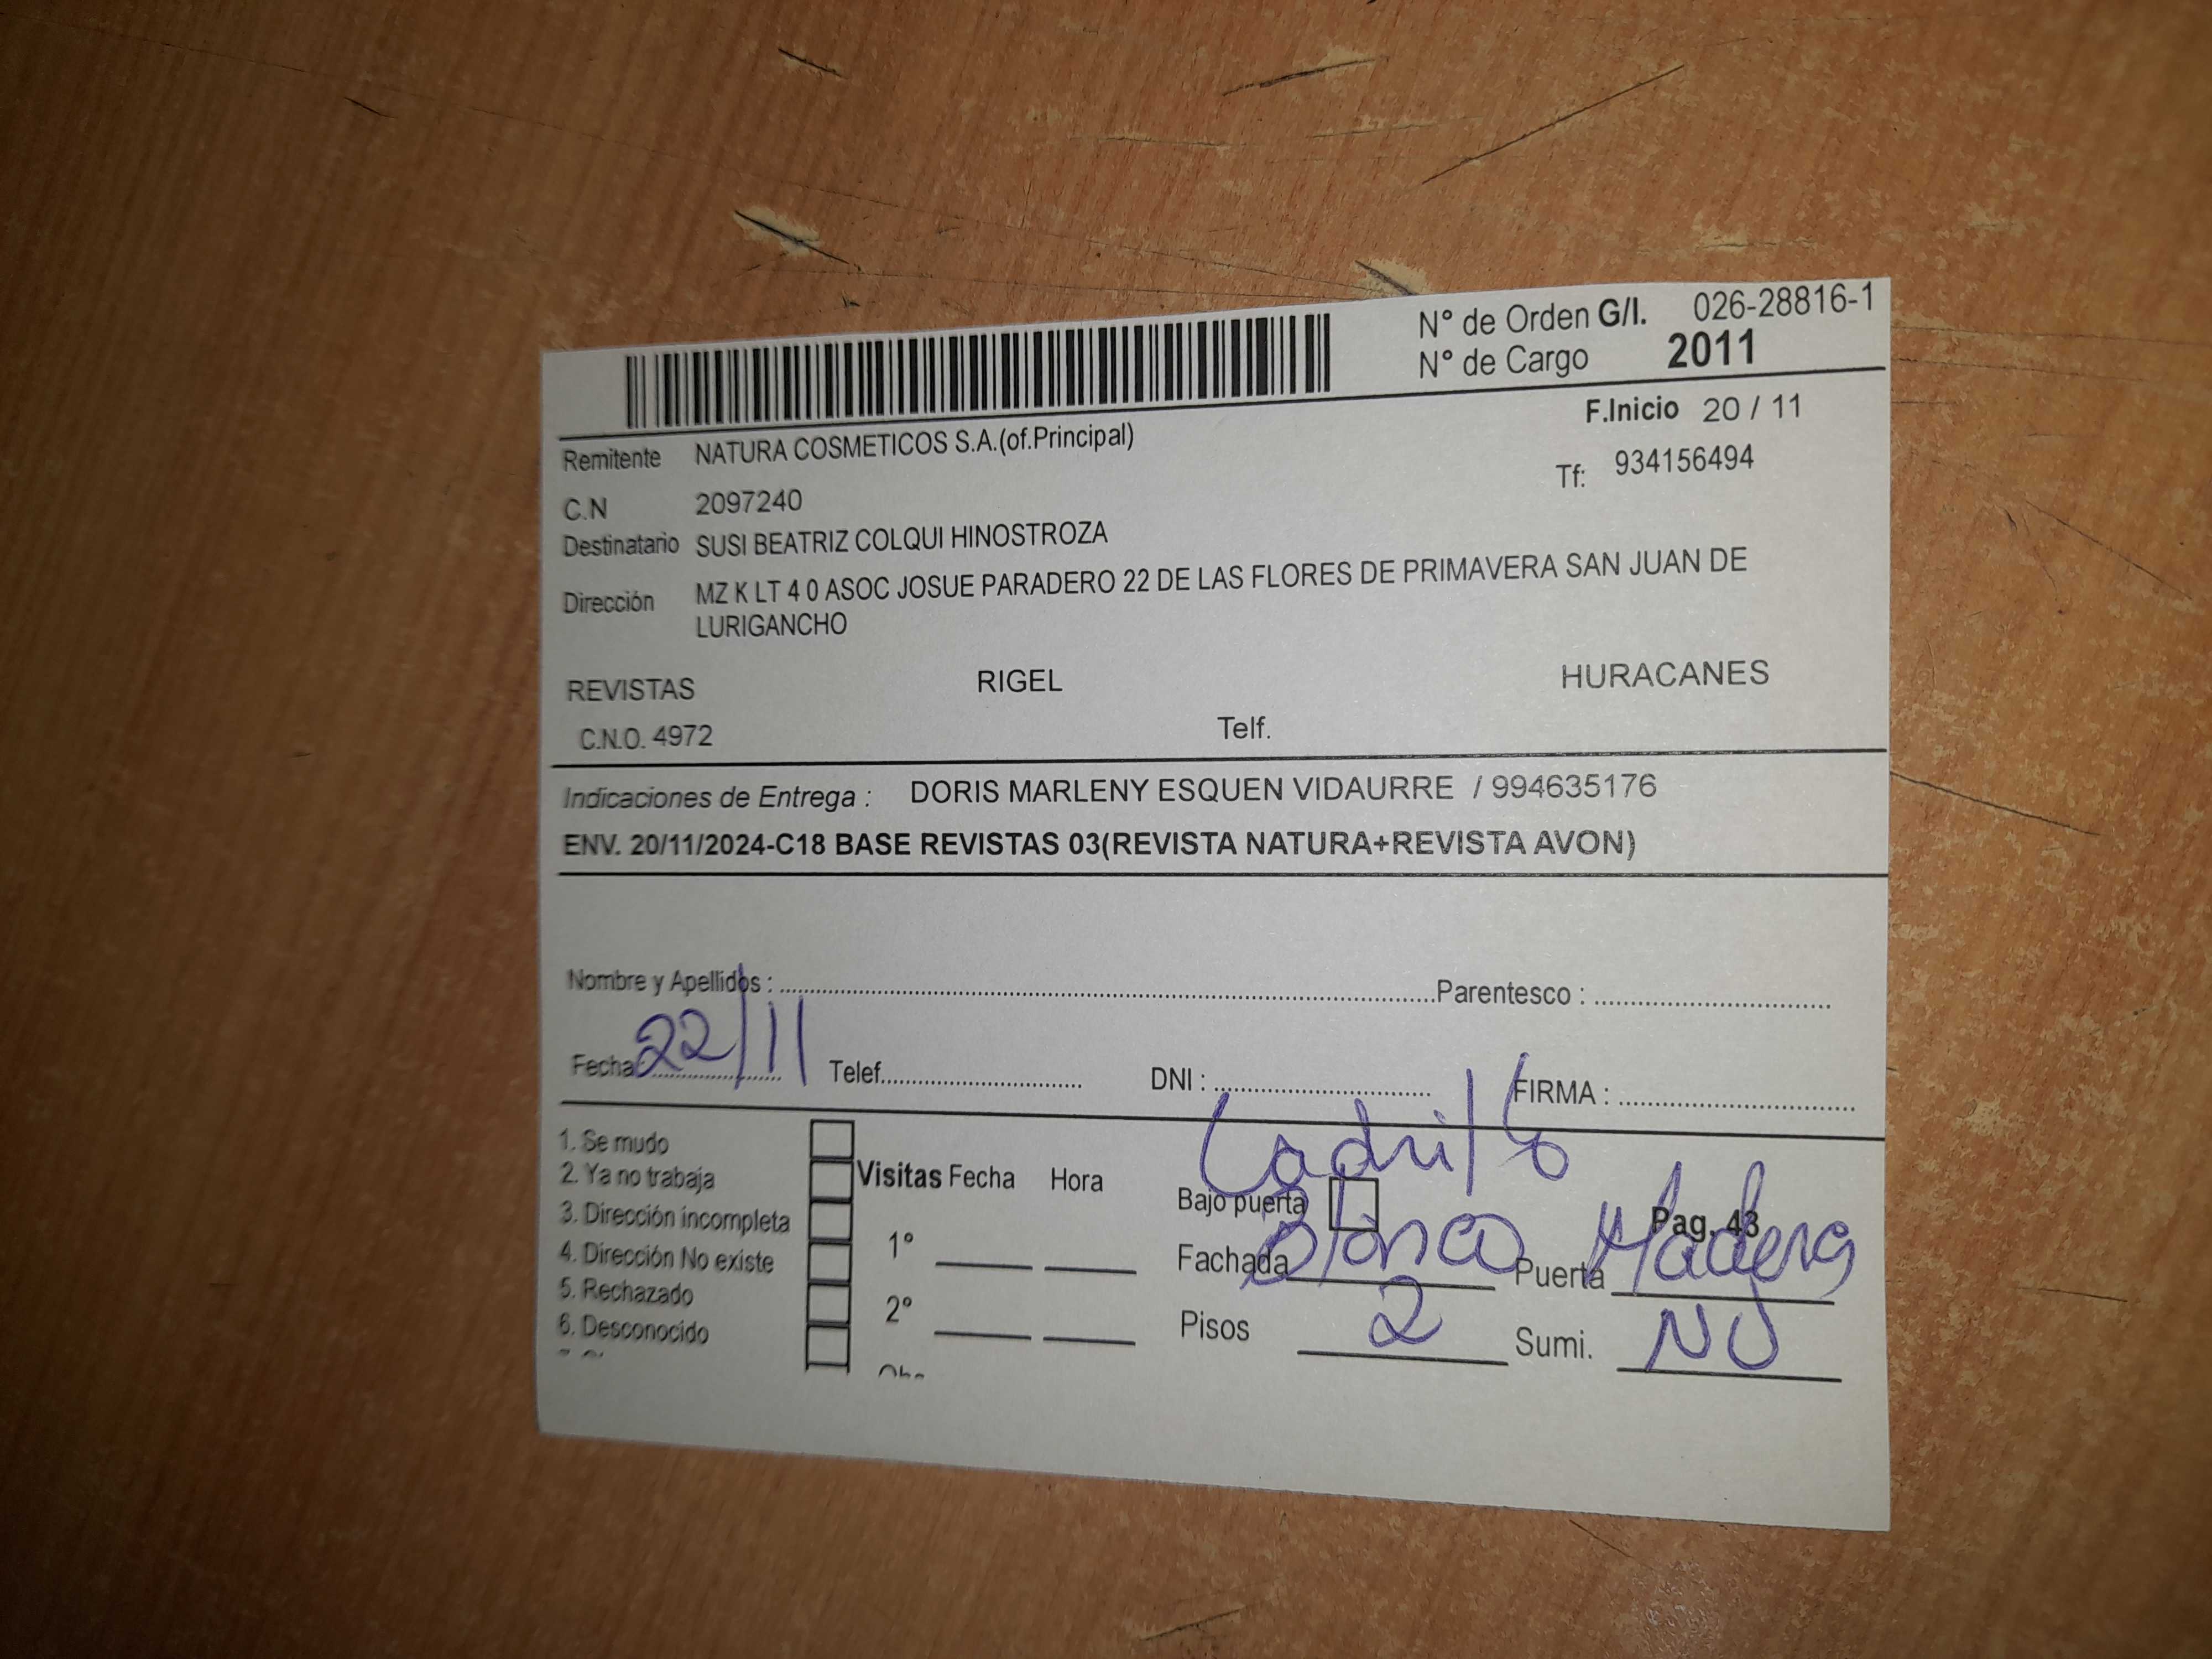 N° de Orden G/I. 026-28816-1
N° de Cargo 2011
F.Inicio 20 / 11
Remitente NATURA COSMETICOS S.A.(of.Principal)
Tf: 934156494
C.N 2097240
Destinatario SUSI BEATRIZ COLQUI HINOSTROZA
Dirección MZ K LT 4 0 ASOC JOSUE PARADERO 22 DE LAS FLORES DE PRIMAVERA SAN JUAN DE
LURIGANCHO
REVISTAS RIGEL HURACANES
C.N.O. 4972 Telf.
Indicaciones de Entrega : DORIS MARLENY ESQUEN VIDAURRE / 994635176
ENV. 20/11/2024-C18 BASE REVISTAS 03(REVISTA NATURA+REVISTA AVON)
Nombre y Apellidos : Parentesco :
Fecha: 22/11 Telef. DNI : FIRMA :
1. Se mudo
2. Ya no trabaja
3. Dirección incompleta
4. Dirección No existe
5. Rechazado
6. Desconocido
Visitas Fecha Hora
1°
2°
Ladrillo
Bajo puerta Pag. 43
Fachada Blanco Puerta Madera
Pisos 2 Sumi. NO